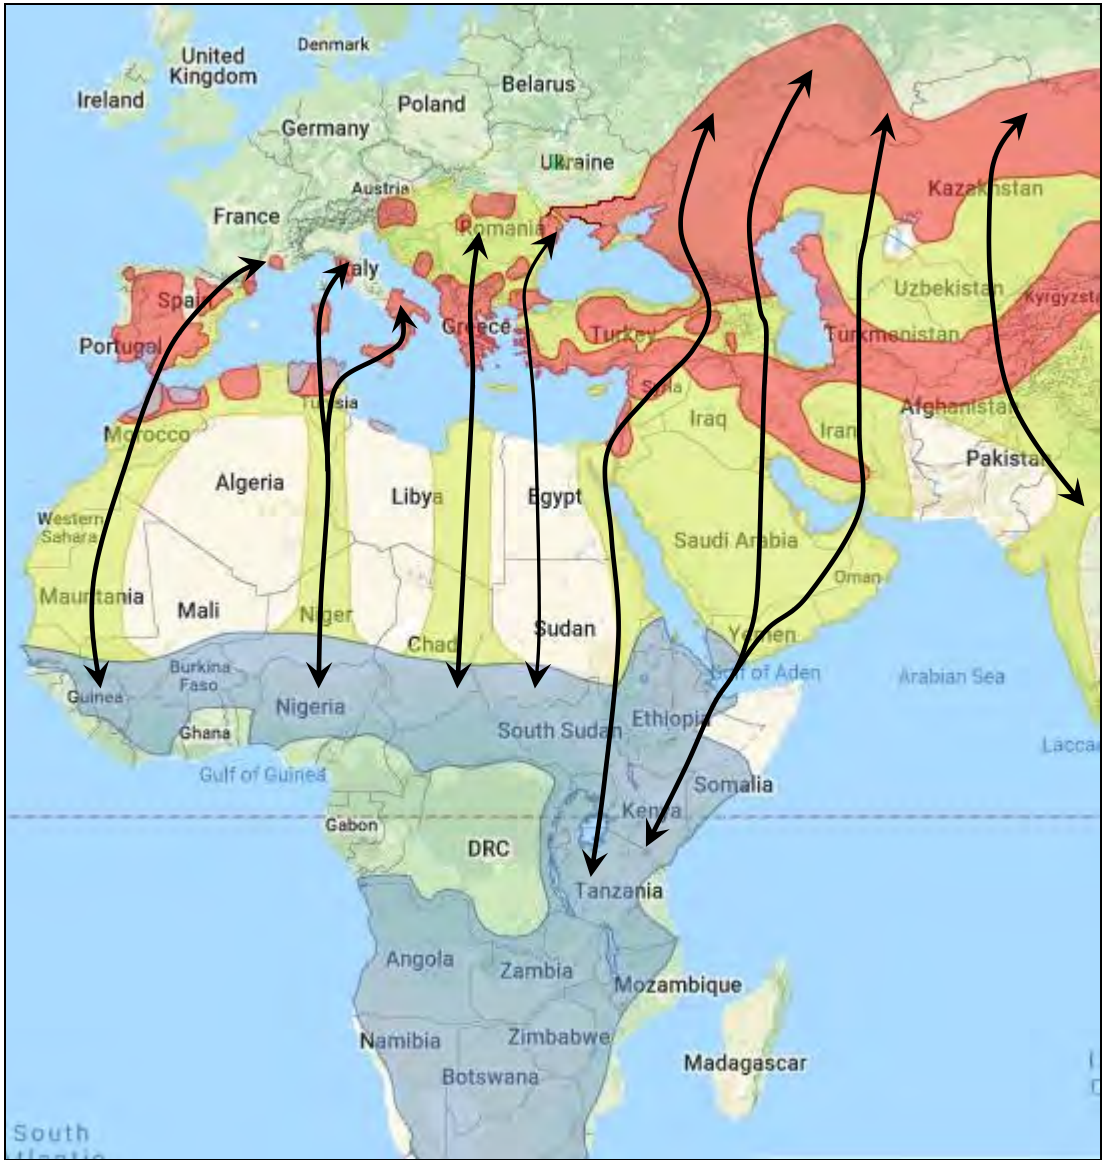 Denmark
United
Kingdom
Ireland
Belarus
Poland
Germany
Ukraine
Austria
France
Kazakhstan
Romania
Italy
Spain
Uzbekistan
Kyrgyzsta
Portugal
Greece
Turkey
Turkmenistan
Syria
Tunisia
Afghanistan
Morocco
Iraq
Iran
Pakistan
Algeria
Libya
Egypt
Western
Sahara
Saudi Arabia
Oman
Mauritania
Mali
Niger
Chad
Sudan
Yemen
Burkina
Faso
Gulf of Aden
Arabian Sea
Guinea
Nigeria
Ethiopia
Ghana
South Sudan
Lacca
Gulf of Guinea
Somalia
Kenya
Gabon
DRC
Tanzania
Angola
Zambia
Mozambique
Namibia
Zimbabwe
Madagascar
Botswana
South